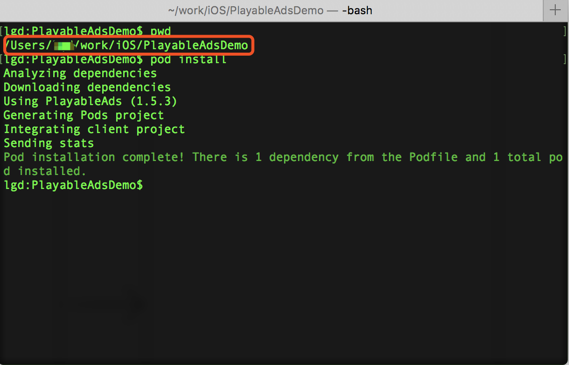 ~/work/iOS/PlayableAdsDemo — -bash
[lgd:PlayableAdsDemo$ pwd ]
/Users/ /work/iOS/PlayableAdsDemo
[lgd:PlayableAdsDemo$ pod install ]
Analyzing dependencies
Downloading dependencies
Using PlayableAds (1.5.3)
Generating Pods project
Integrating client project
Sending stats
Pod installation complete! There is 1 dependency from the Podfile and 1 total po
d installed.
lgd:PlayableAdsDemo$